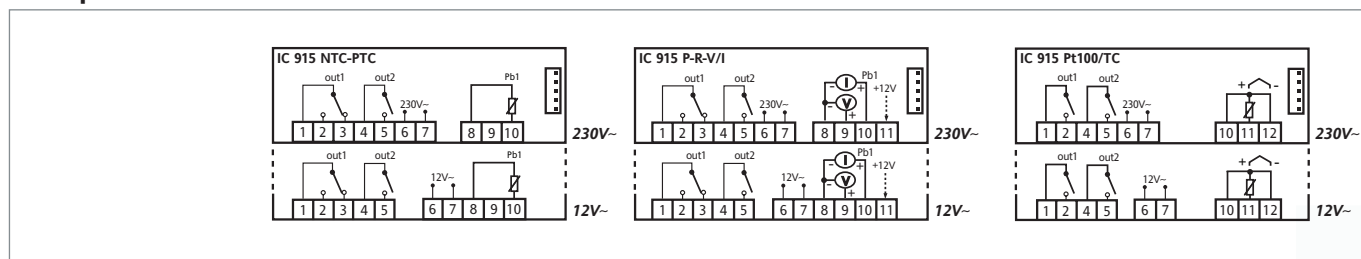 IC 915 NTC-PTC
out1 out2 Pb1
230V~
1 2 3 4 5 6 7 8 9 10 230V~
out1 out2 Pb1
12V~
1 2 3 4 5 6 7 8 9 10 12V~
IC 915 P-R-V/I
out1 out2 Pb1
230V~ - I + +12V
- V +
1 2 3 4 5 6 7 8 9 10 11 230V~
out1 out2 Pb1
12V~ - I + +12V
- V +
1 2 3 4 5 6 7 8 9 10 11 12V~
IC 915 Pt100/TC
out1 out2 + -
230V~
1 2 4 5 6 7 10 11 12 230V~
out1 out2 + -
12V~
1 2 4 5 6 7 10 11 12 12V~